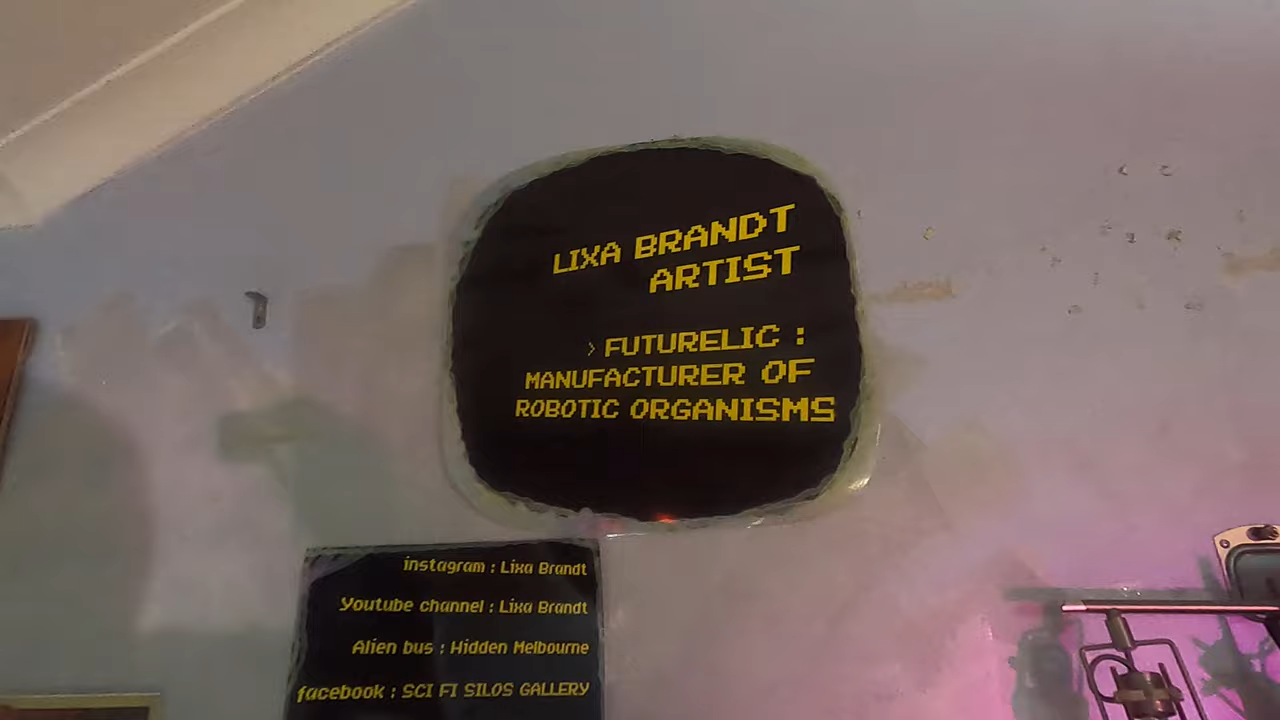 LIXA BRANDT
ARTIST
> FUTURELIC :
MANUFACTURER OF
ROBOTIC ORGANISMS
instagram : Lixa Brandt
Youtube channel : Lixa Brandt
Alien bus : Hidden Melbourne
facebook : SCI FI SILOS GALLERY